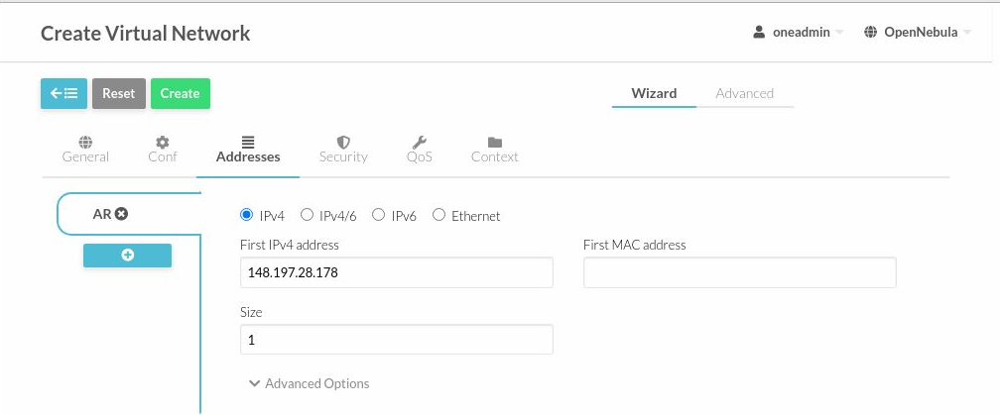 Create Virtual Network
oneadmin
OpenNebula
Reset
Create
Wizard
Advanced
General
Conf
Addresses
Security
QoS
Context
AR
IPv4
IPv4/6
IPv6
Ethernet
First IPv4 address
First MAC address
148.197.28.178
Size
1
Advanced Options